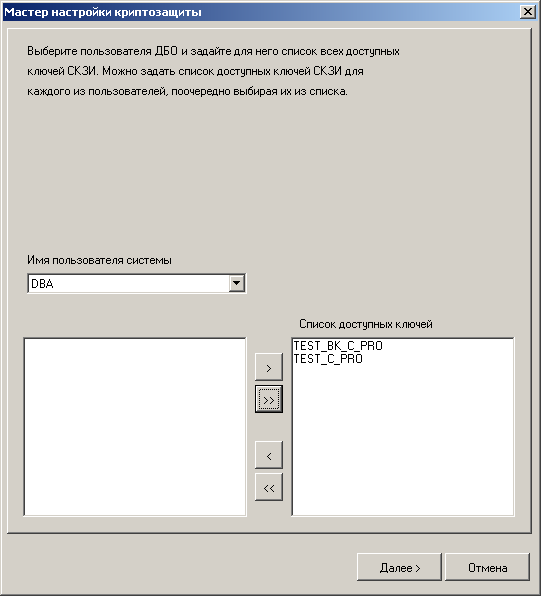 Мастер настройки криптозащиты
Выберите пользователя ДБО и задайте для него список всех доступных
ключей СКЗИ. Можно задать список доступных ключей СКЗИ для
каждого из пользователей, поочередно выбирая их из списка.
Имя пользователя системы
DBA
Список доступных ключей
TEST_BK_C_PRO
TEST_C_PRO
>
>>
<
<<
Далее >
Отмена